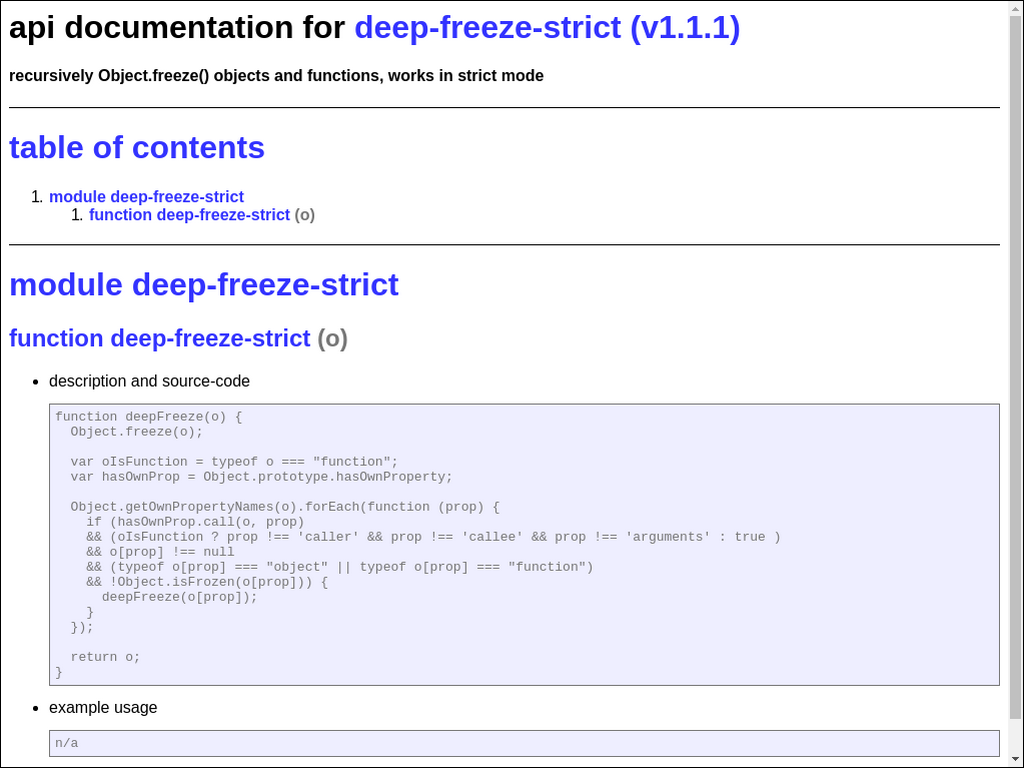 api documentation for deep-freeze-strict (v1.1.1)
recursively Object.freeze() objects and functions, works in strict mode
table of contents
1. module deep-freeze-strict
1. function deep-freeze-strict (o)
module deep-freeze-strict
function deep-freeze-strict (o)
• description and source-code
function deepFreeze(o) {
  Object.freeze(o);

  var oIsFunction = typeof o === "function";
  var hasOwnProp = Object.prototype.hasOwnProperty;

  Object.getOwnPropertyNames(o).forEach(function (prop) {
    if (hasOwnProp.call(o, prop)
    && (oIsFunction ? prop !== 'caller' && prop !== 'callee' && prop !== 'arguments' : true )
    && o[prop] !== null
    && (typeof o[prop] === "object" || typeof o[prop] === "function")
    && !Object.isFrozen(o[prop])) {
      deepFreeze(o[prop]);
    }
  });

  return o;
}
• example usage
n/a